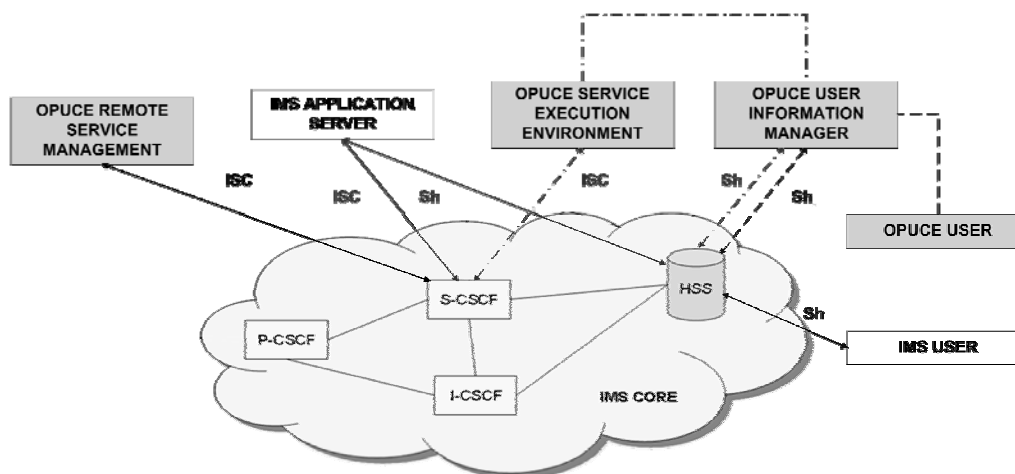 OPUCE REMOTE
SERVICE
MANAGEMENT
IMS APPLICATION
SERVER
OPUCE SERVICE
EXECUTION
ENVIRONMENT
OPUCE USER
INFORMATION
MANAGER
ISC
ISC
Sh
ISC
Sh
Sh
OPUCE USER
S-CSCF
HSS
P-CSCF
Sh
IMS USER
I-CSCF
IMS CORE